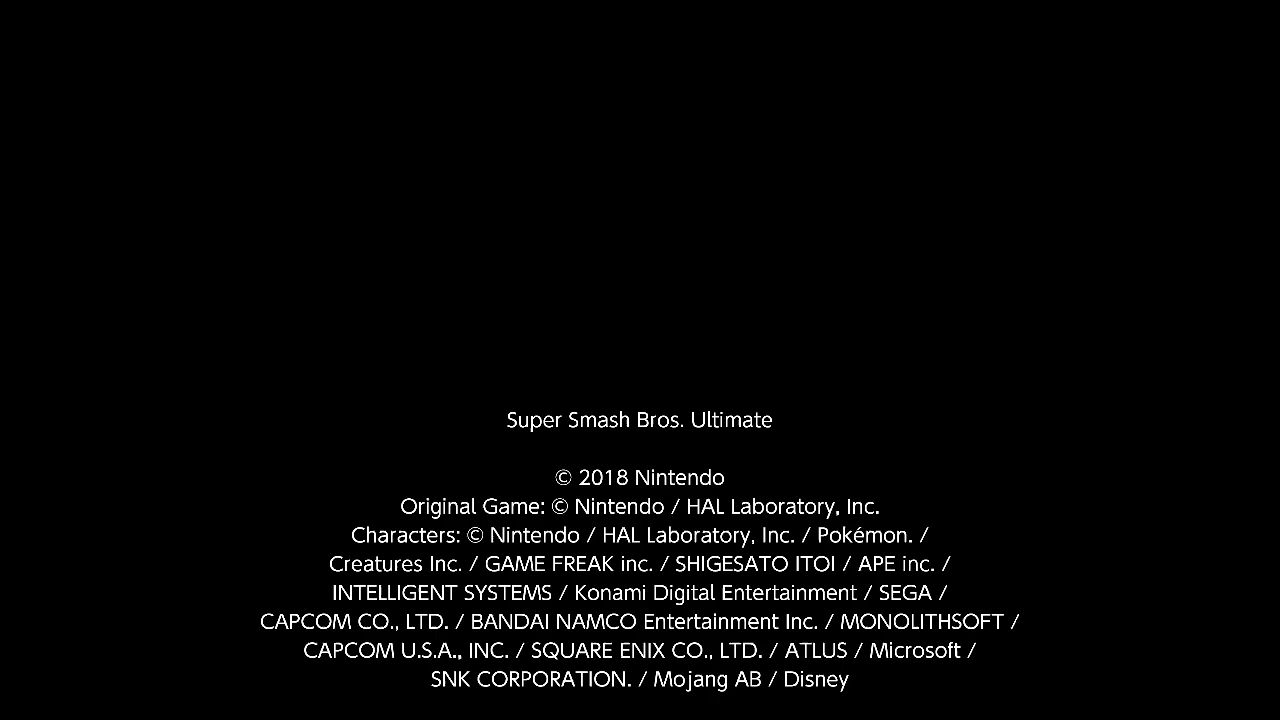 Super Smash Bros. Ultimate
© 2018 Nintendo
Original Game: © Nintendo / HAL Laboratory, Inc.
Characters: © Nintendo / HAL Laboratory, Inc. / Pokémon. /
Creatures Inc. / GAME FREAK inc. / SHIGESATO ITOI / APE inc. /
INTELLIGENT SYSTEMS / Konami Digital Entertainment / SEGA /
CAPCOM CO., LTD. / BANDAI NAMCO Entertainment Inc. / MONOLITHSOFT /
CAPCOM U.S.A., INC. / SQUARE ENIX CO., LTD. / ATLUS / Microsoft /
SNK CORPORATION. / Mojang AB / Disney